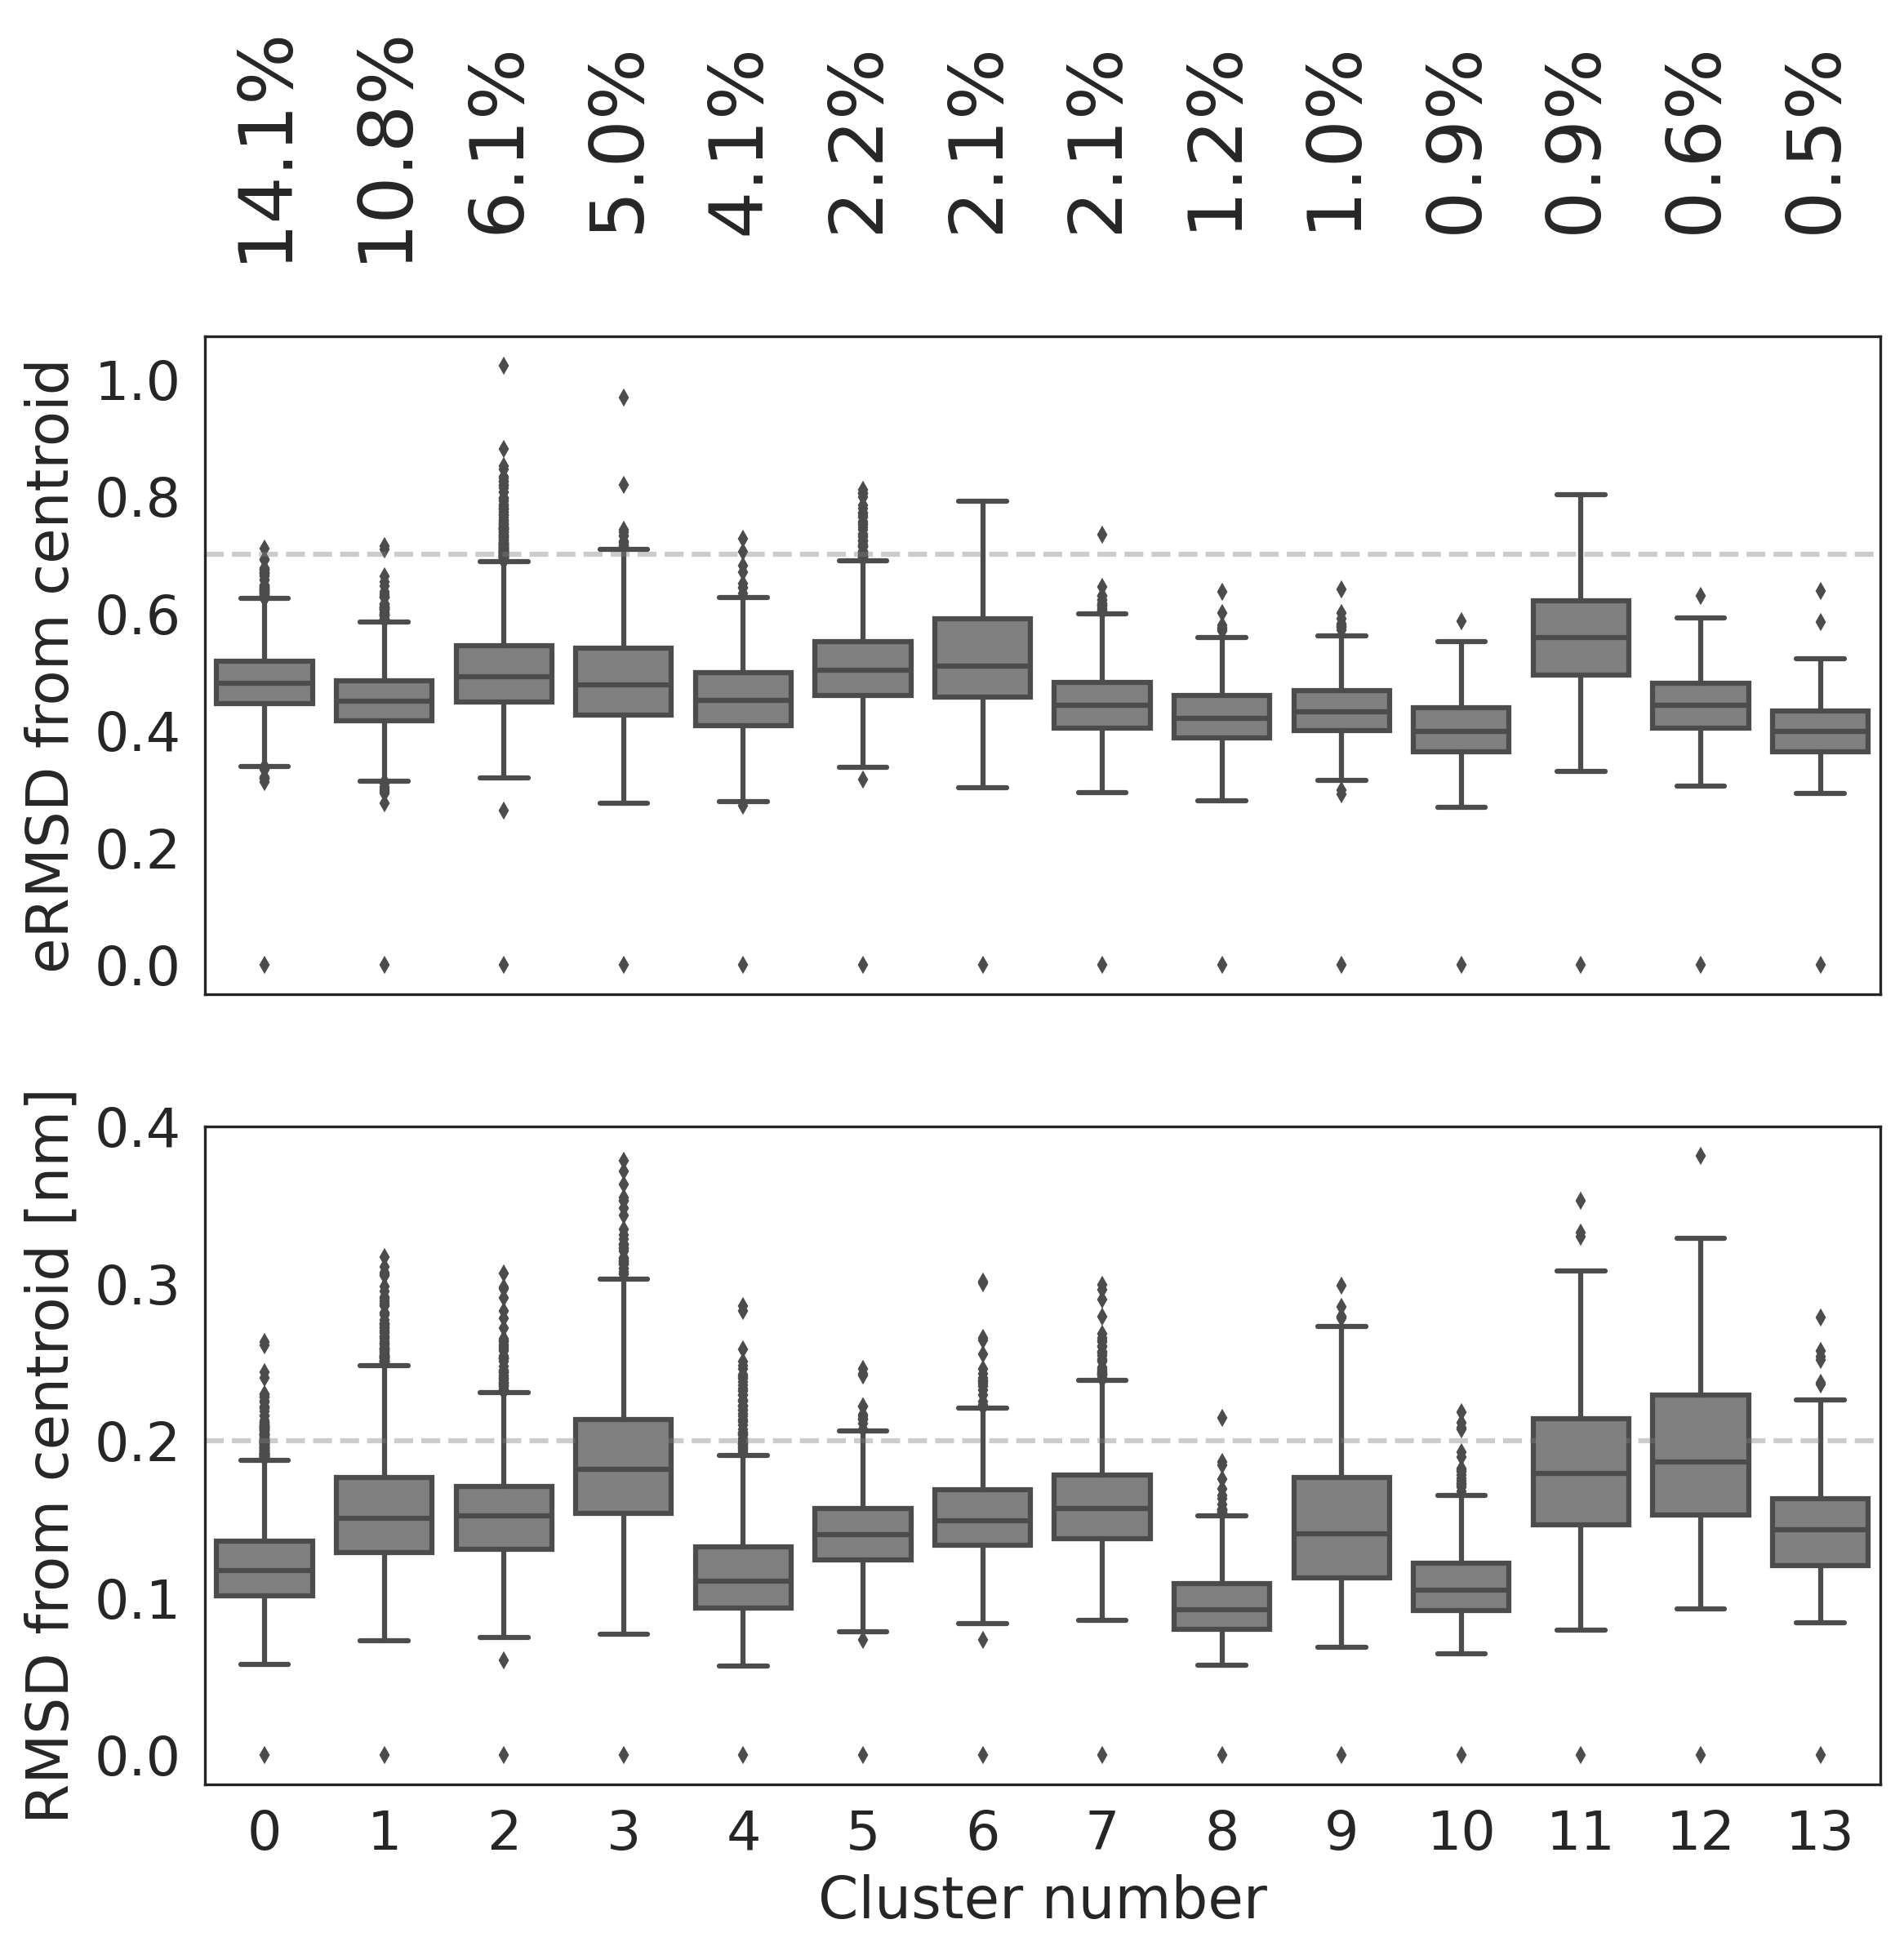 14.1% 10.8% 6.1% 5.0% 4.1% 2.2% 2.1% 2.1% 1.2% 1.0% 0.9% 0.9% 0.6% 0.5%
eRMSD from centroid
1.0
0.8
0.6
0.4
0.2
0.0
RMSD from centroid [nm]
0.4
0.3
0.2
0.1
0.0
0 1 2 3 4 5 6 7 8 9 10 11 12 13
Cluster number